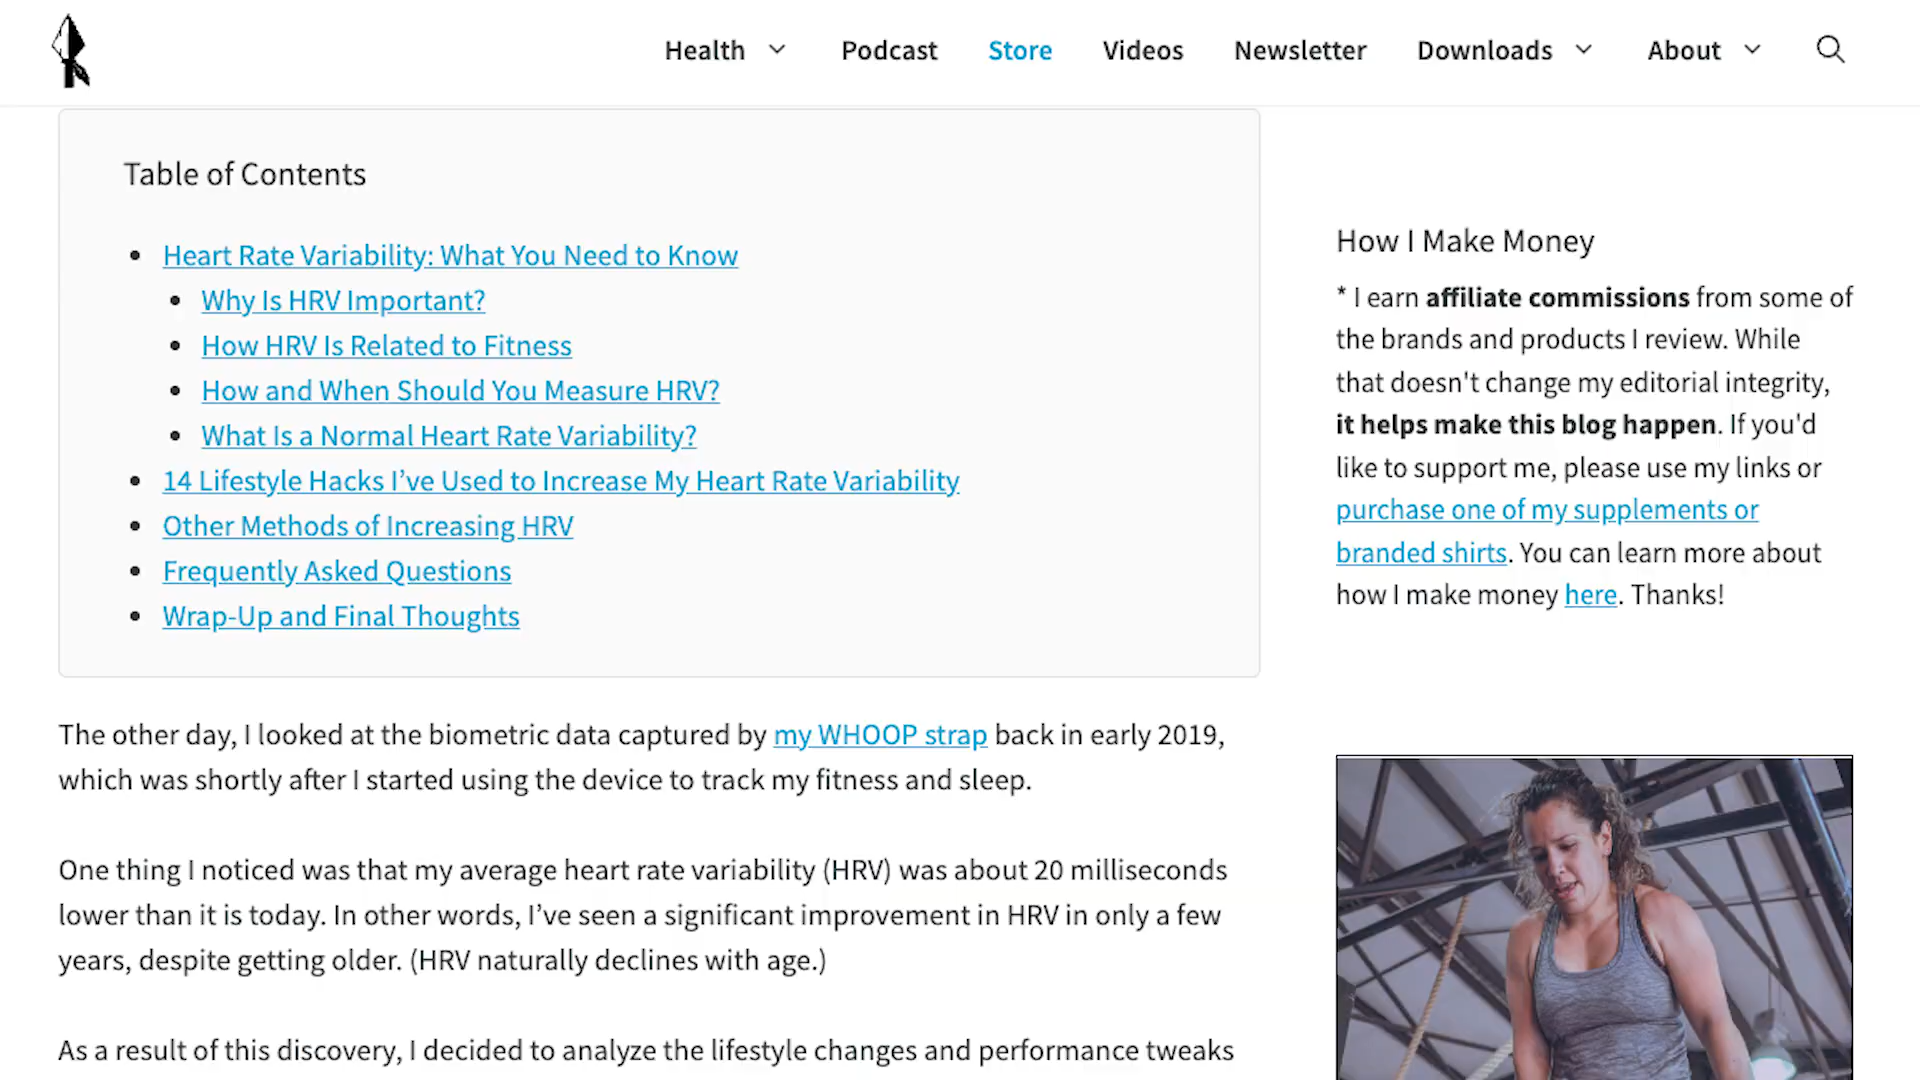 Health
Podcast
Store
Videos
Newsletter
Downloads
About
Table of Contents
Heart Rate Variability: What You Need to Know
Why Is HRV Important?
How HRV Is Related to Fitness
How and When Should You Measure HRV?
What Is a Normal Heart Rate Variability?
14 Lifestyle Hacks I’ve Used to Increase My Heart Rate Variability
Other Methods of Increasing HRV
Frequently Asked Questions
Wrap-Up and Final Thoughts
The other day, I looked at the biometric data captured by my WHOOP strap back in early 2019,
which was shortly after I started using the device to track my fitness and sleep.
One thing I noticed was that my average heart rate variability (HRV) was about 20 milliseconds
lower than it is today. In other words, I’ve seen a significant improvement in HRV in only a few
years, despite getting older. (HRV naturally declines with age.)
As a result of this discovery, I decided to analyze the lifestyle changes and performance tweaks
How I Make Money
* I earn affiliate commissions from some of
the brands and products I review. While
that doesn't change my editorial integrity,
it helps make this blog happen. If you'd
like to support me, please use my links or
purchase one of my supplements or
branded shirts. You can learn more about
how I make money here. Thanks!